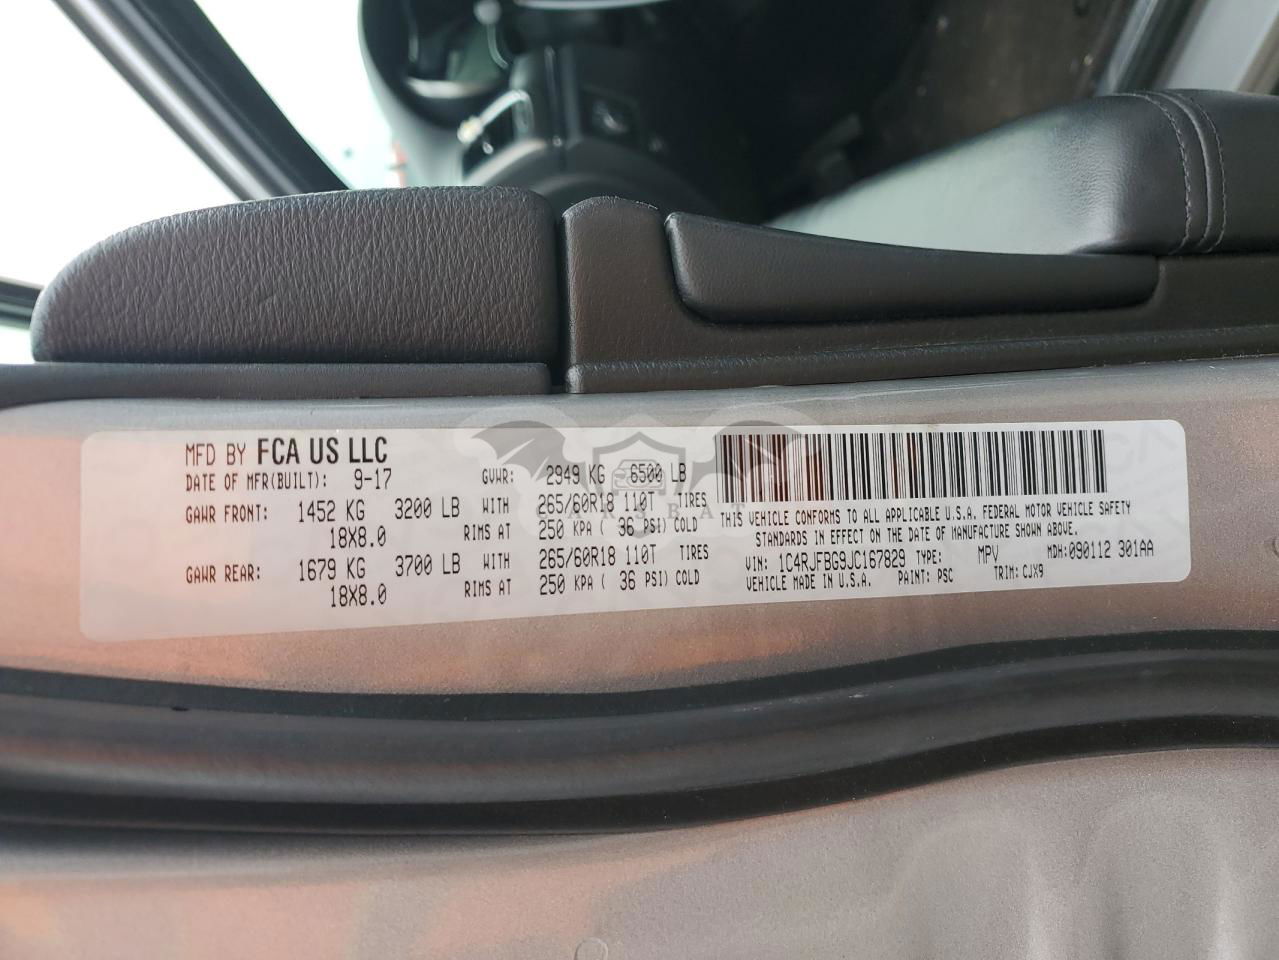 MFD BY FCA US LLC
DATE OF MFR(BUILT): 9-17 GVWR: 2949 KG 6500 LB
GAWR FRONT: 1452 KG 3200 LB WITH 265/60R18 110T TIRES
18X8.0 RIMS AT 250 KPA ( 36 PSI) COLD
GAWR REAR: 1679 KG 3700 LB WITH 265/60R18 110T TIRES
18X8.0 RIMS AT 250 KPA ( 36 PSI) COLD
THIS VEHICLE CONFORMS TO ALL APPLICABLE U.S.A. FEDERAL MOTOR VEHICLE SAFETY
STANDARDS IN EFFECT ON THE DATE OF MANUFACTURE SHOWN ABOVE.
VIN: 1C4RJFBG9JC167829 TYPE: MPV MDH:090112 301AA
VEHICLE MADE IN U.S.A. PAINT: PSC TRIM: CJX9